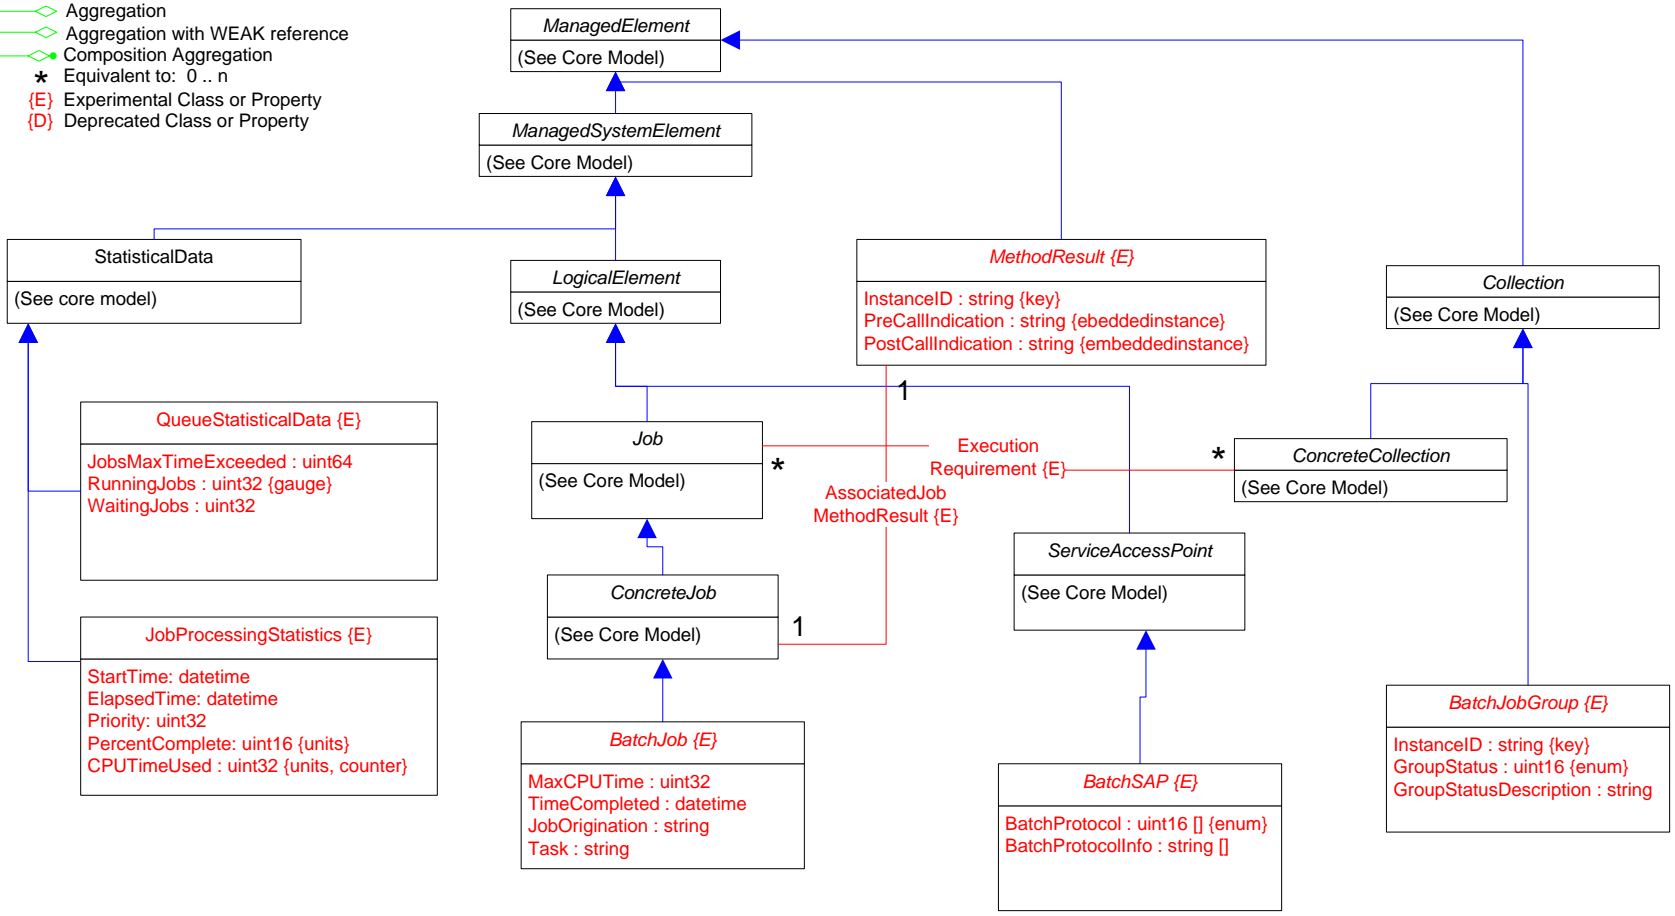 Aggregation
Aggregation with WEAK reference
Composition Aggregation
* Equivalent to: 0 .. n
{E} Experimental Class or Property
{D} Deprecated Class or Property
ManagedElement
(See Core Model)
ManagedSystemElement
(See Core Model)
StatisticalData
(See core model)
LogicalElement
(See Core Model)
MethodResult {E}
InstanceID : string {key}
PreCallIndication : string {ebeddedinstance}
PostCallIndication : string {embeddedinstance}
Collection
(See Core Model)
QueueStatisticalData {E}
JobsMaxTimeExceeded : uint64
RunningJobs : uint32 {gauge}
WaitingJobs : uint32
Job
(See Core Model)
*
1
Execution
Requirement {E}
*
AssociatedJob
MethodResult {E}
ConcreteCollection
(See Core Model)
ServiceAccessPoint
(See Core Model)
ConcreteJob
(See Core Model)
1
JobProcessingStatistics {E}
StartTime: datetime
ElapsedTime: datetime
Priority: uint32
PercentComplete: uint16 {units}
CPUTimeUsed : uint32 {units, counter}
BatchJob {E}
MaxCPUTime : uint32
TimeCompleted : datetime
JobOrigination : string
Task : string
BatchSAP {E}
BatchProtocol : uint16 [] {enum}
BatchProtocolInfo : string []
BatchJobGroup {E}
InstanceID : string {key}
GroupStatus : uint16 {enum}
GroupStatusDescription : string